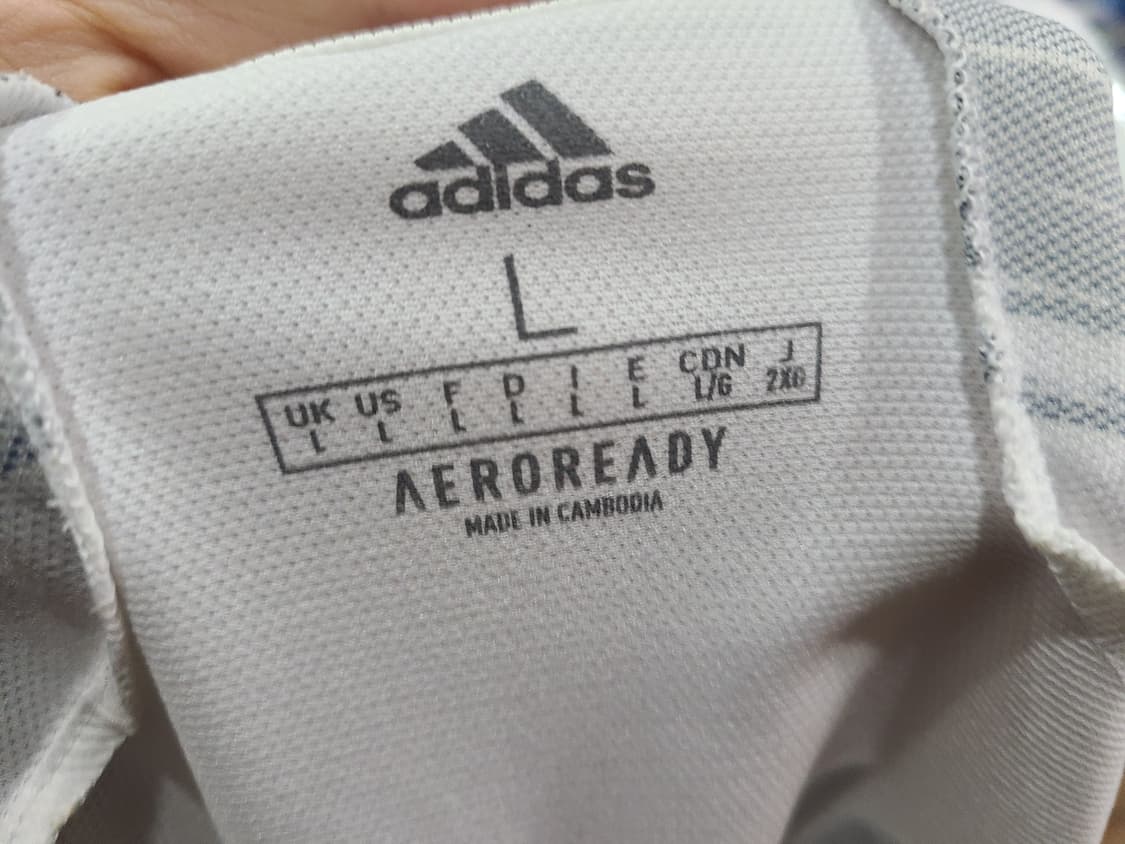 adidas
L
UK US F D I E CDN J
L L L L L L L/G 2XO
AEROREADY
MADE IN CAMBODIA